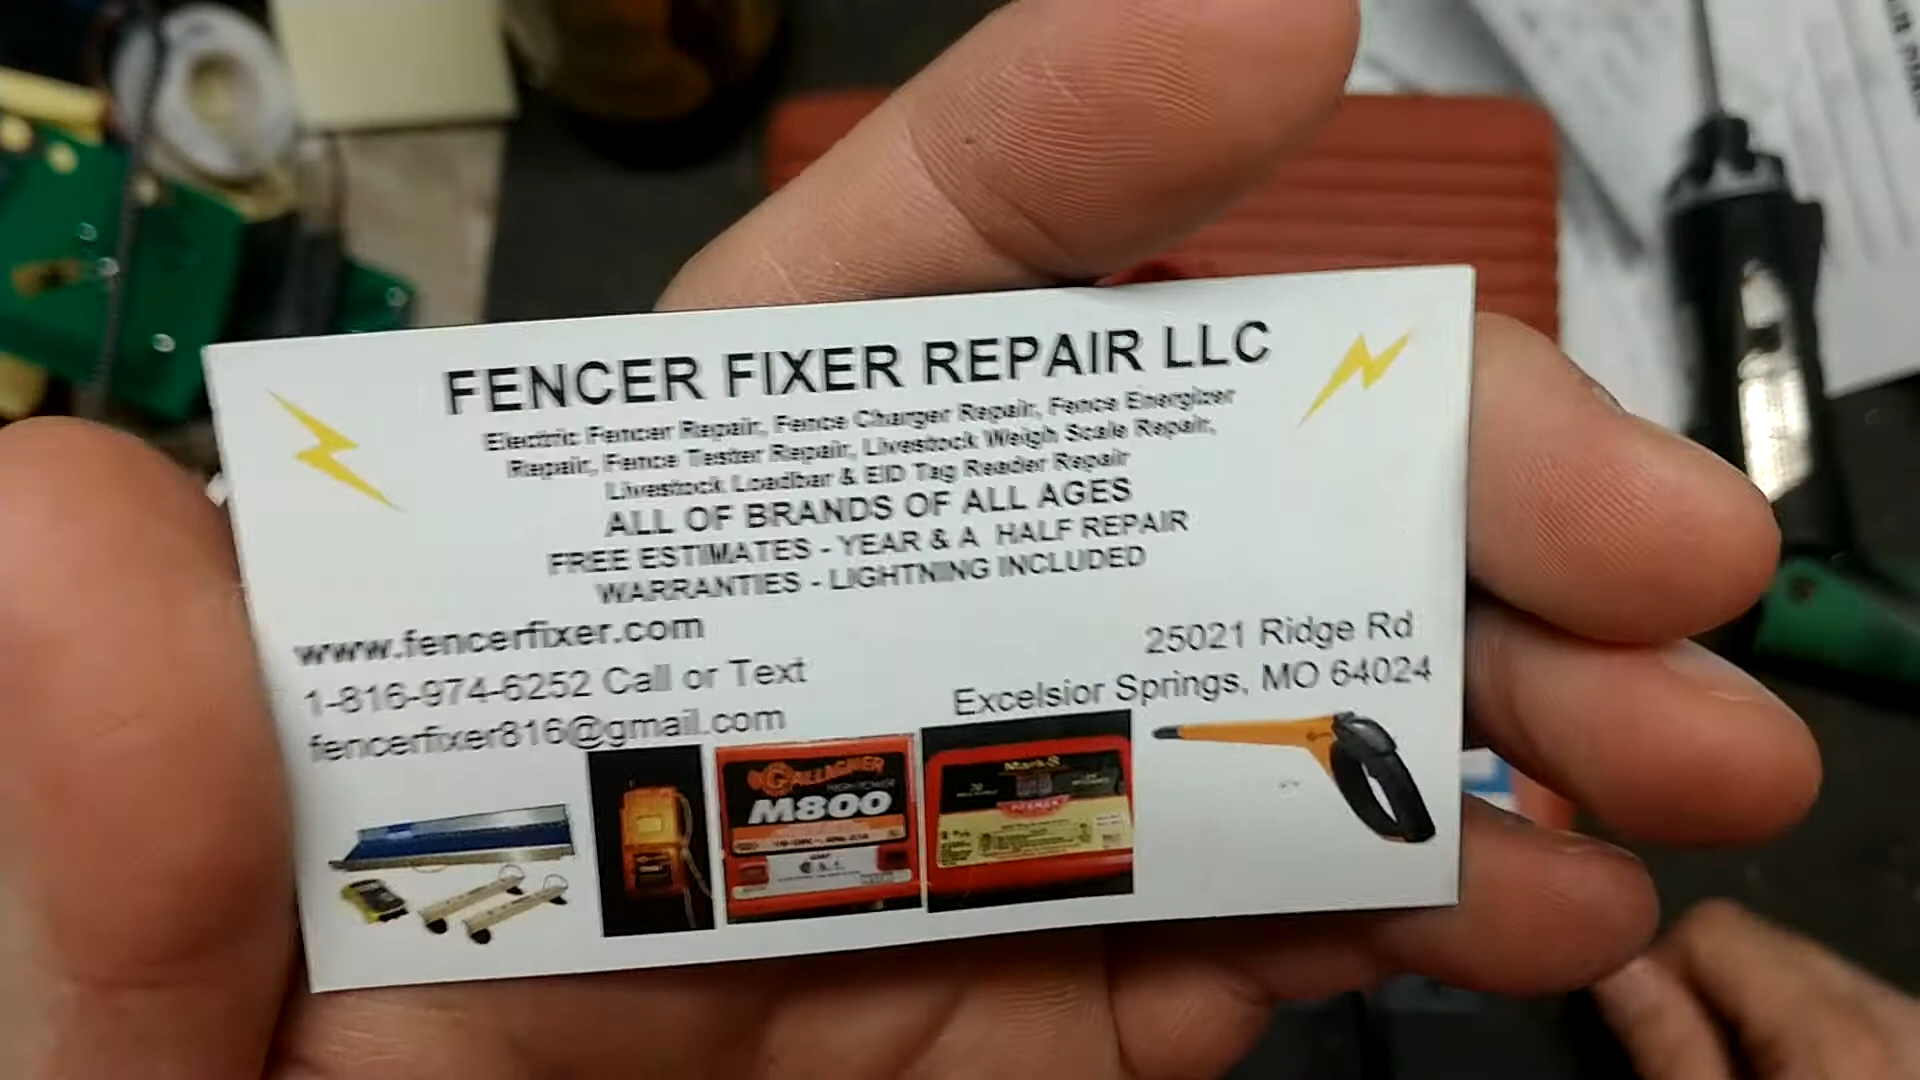 FENCER FIXER REPAIR LLC
Electric Fencer Repair, Fence Charger Repair, Fence Energizer
Repair, Fence Tester Repair, Livestock Weigh Scale Repair,
Livestock Loadbar & EID Tag Reader Repair
ALL OF BRANDS OF ALL AGES
FREE ESTIMATES - YEAR & A HALF REPAIR
WARRANTIES - LIGHTNING INCLUDED
www.fencerfixer.com
1-816-974-6252 Call or Text
fencerfixer816@gmail.com
25021 Ridge Rd
Excelsior Springs, MO 64024
GALLAGHER
M800
Mark 8